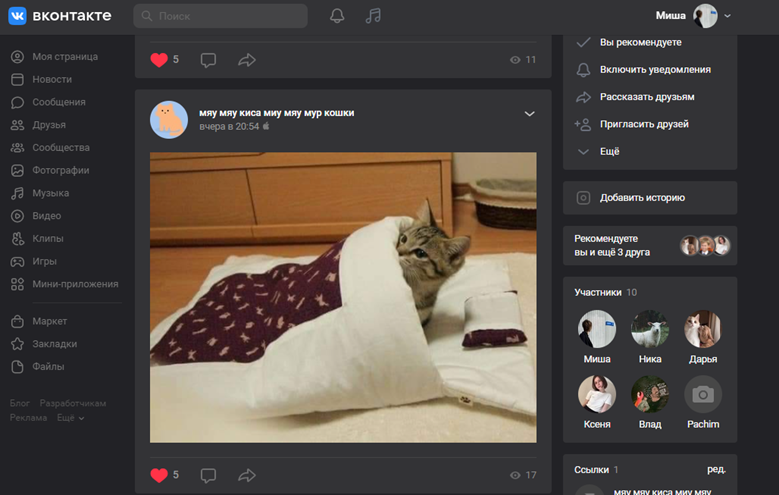 вконтакте
Поиск
Миша
Моя страница
Новости
Сообщения
Друзья
Сообщества
Фотографии
Музыка
Видео
Клипы
Игры
Мини-приложения
Маркет
Закладки
Файлы
Блог Разработчикам
Реклама Ещё
5
11
мяу мяу киса миу мяу мур кошки
вчера в 20:54
5
17
Вы рекомендуете
Включить уведомления
Рассказать друзьям
Пригласить друзей
Ещё
Добавить историю
Рекомендуете
вы и ещё 3 друга
Участники 10
Миша Ника Дарья
Ксеня Влад Pachim
Ссылки 1 ред.
мяу мяу киса миу мяу